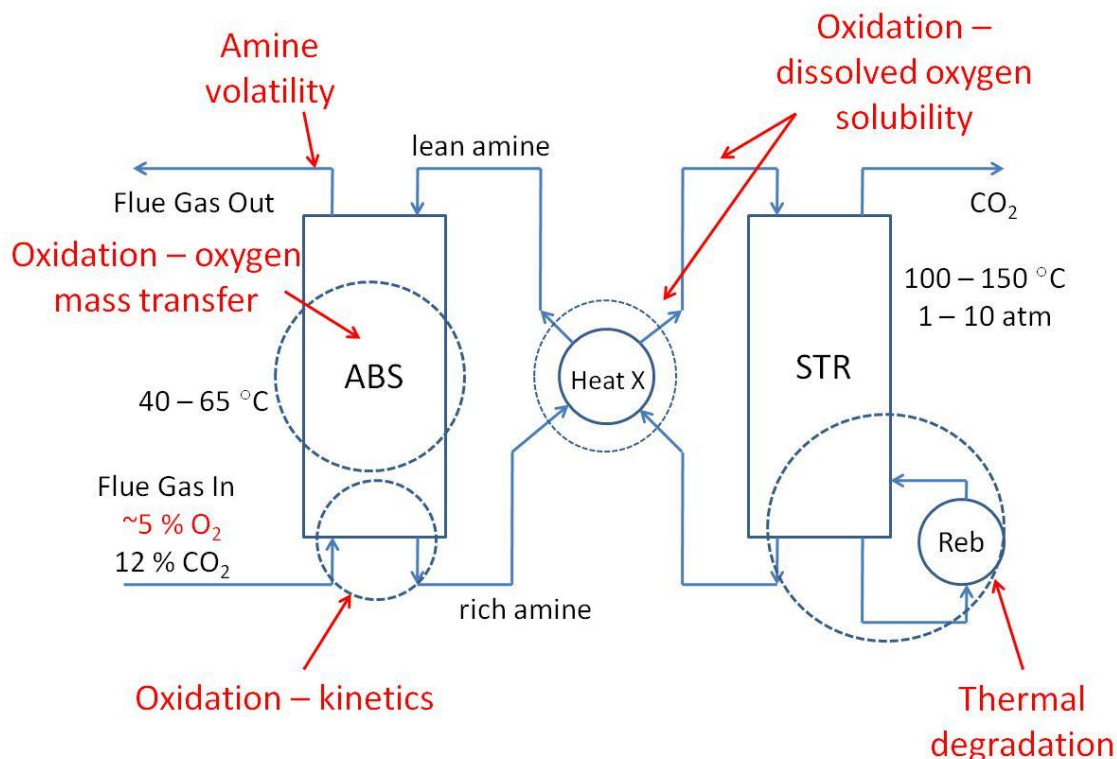 Amine
volatility
Oxidation –
dissolved oxygen
solubility
lean amine
Flue Gas Out
CO₂
Oxidation – oxygen
mass transfer
100 – 150 °C
1 – 10 atm
ABS
Heat X
STR
40 – 65 °C
Flue Gas In
~5 % O₂
12 % CO₂
Reb
rich amine
Oxidation – kinetics
Thermal
degradation